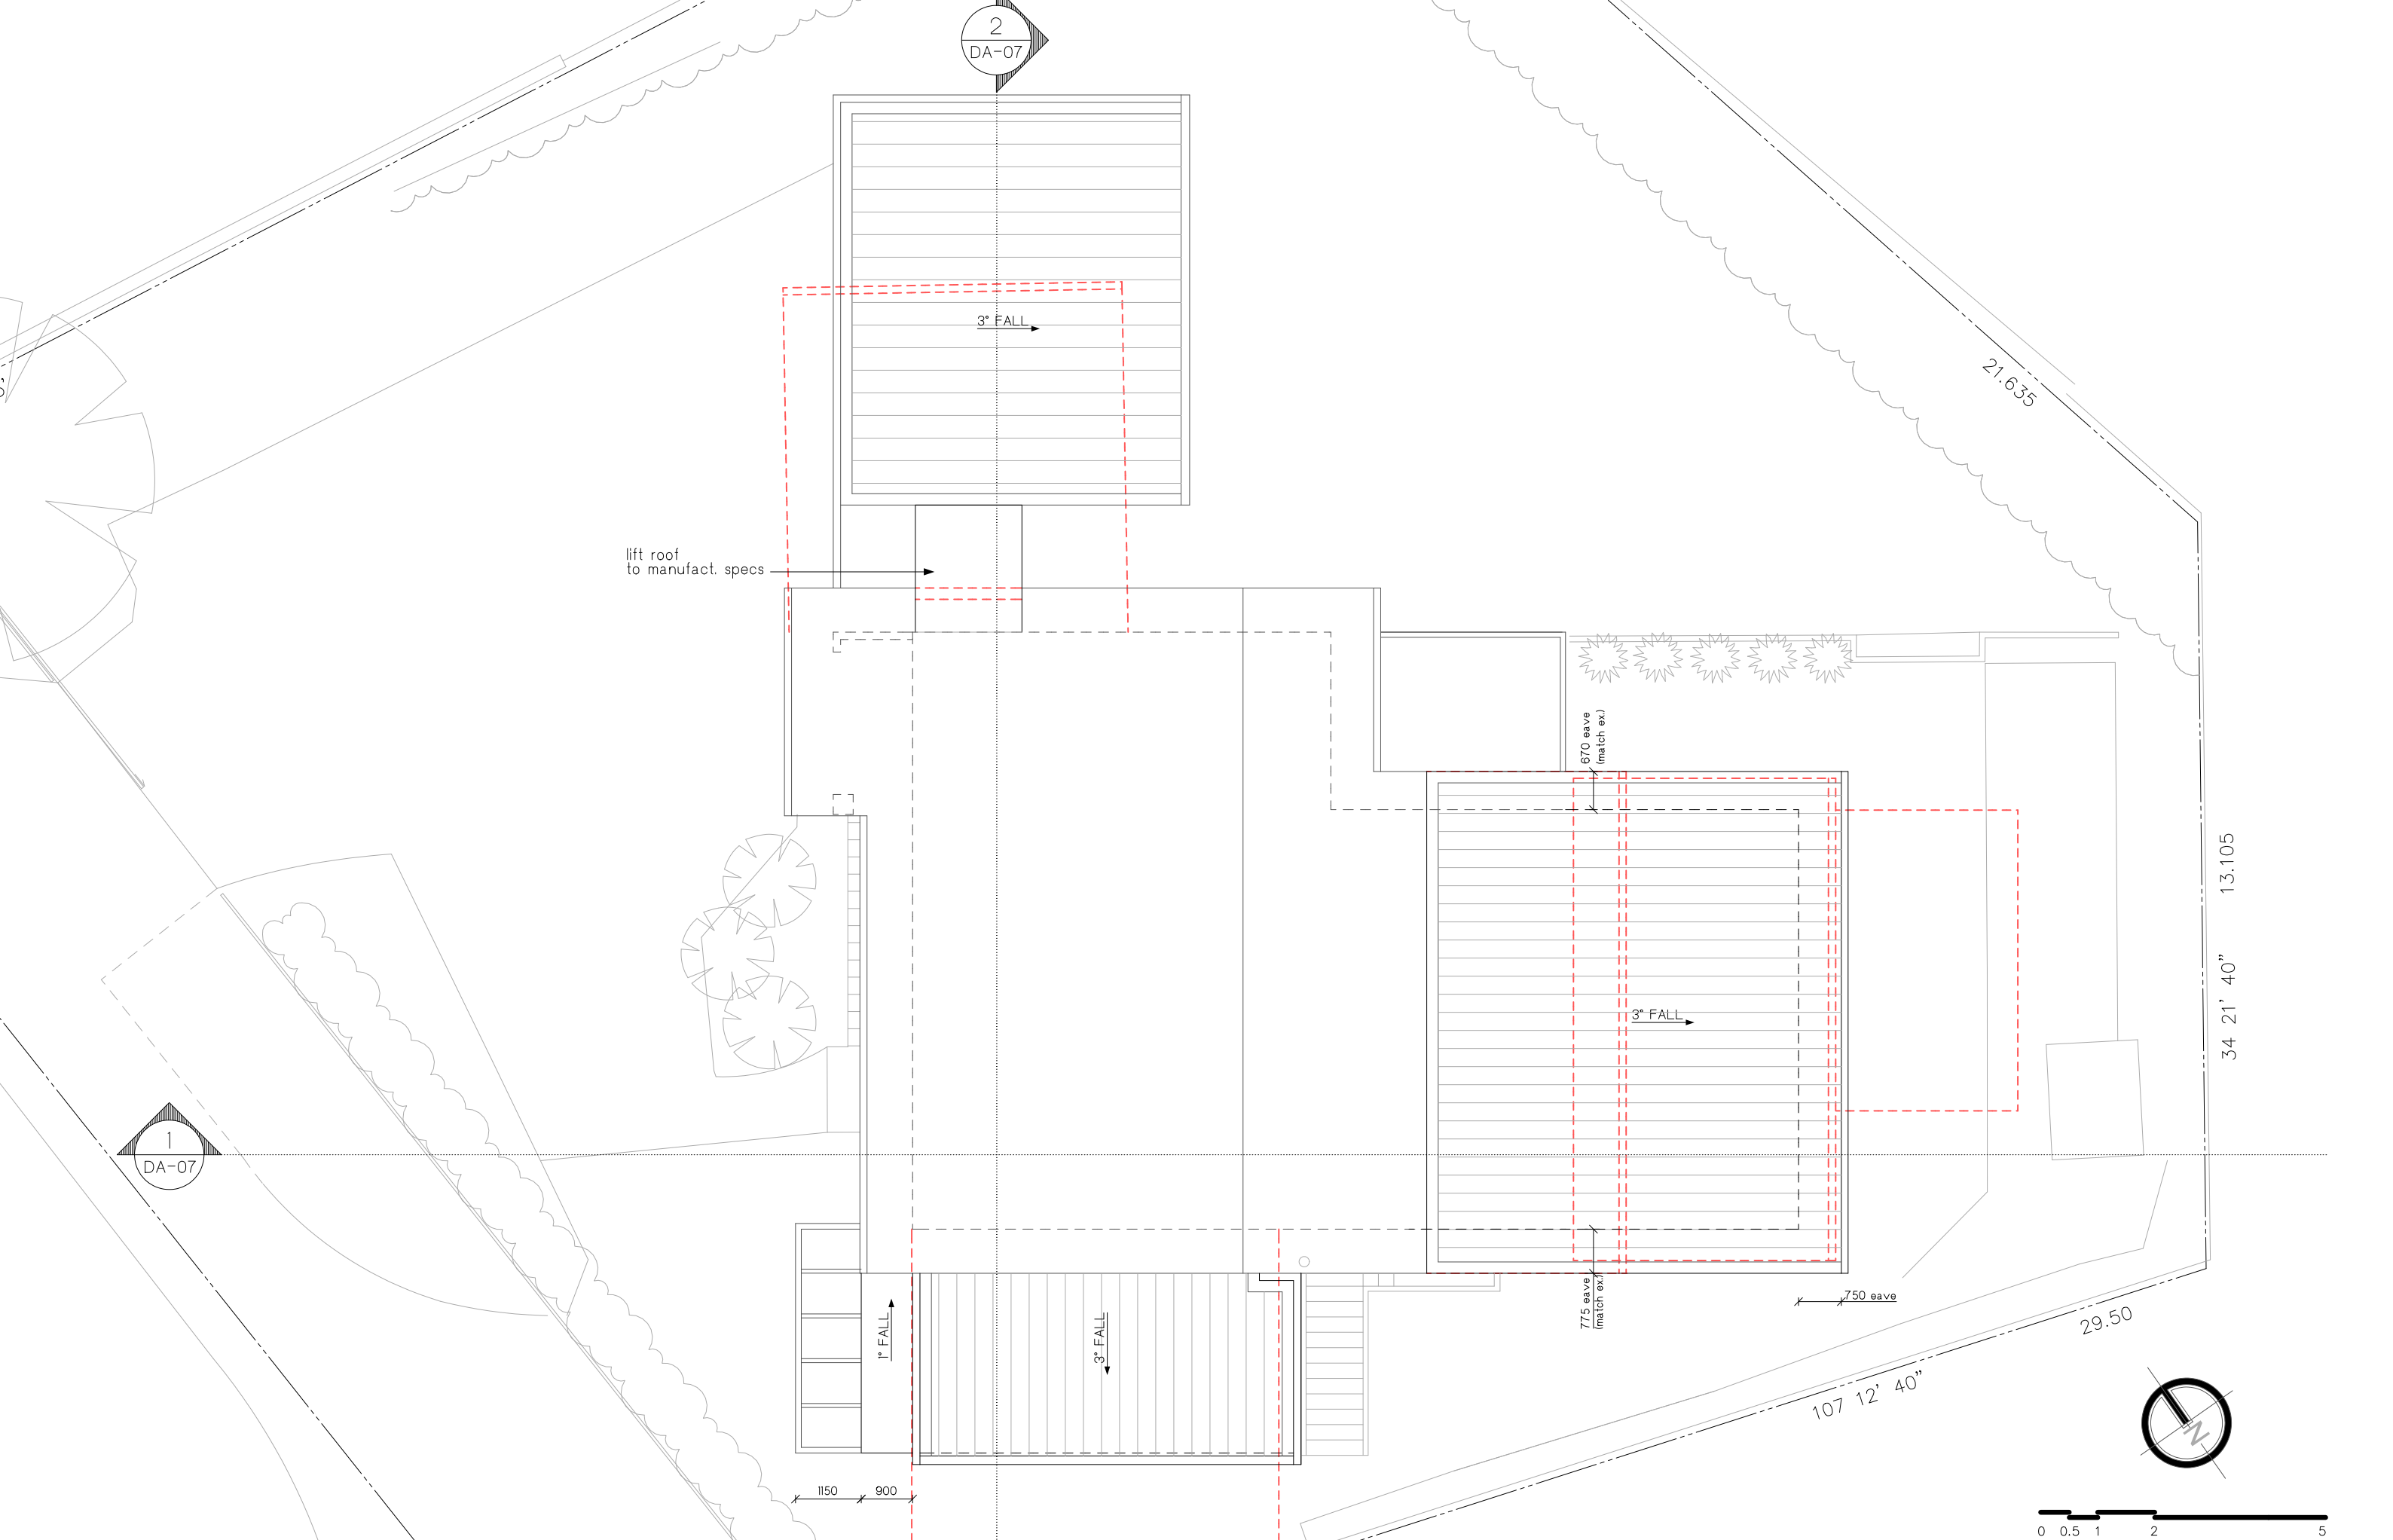 2
DA-07
21.635
3° FALL
lift roof
to manufact. specs
670 eave
(match ex.)
13.105
34 21' 40"
3° FALL
1
DA-07
1° FALL
3° FALL
775 eave
(match ex.)
750 eave
29.50
107 12' 40"
N
1150
900
0 0.5 1 2 5